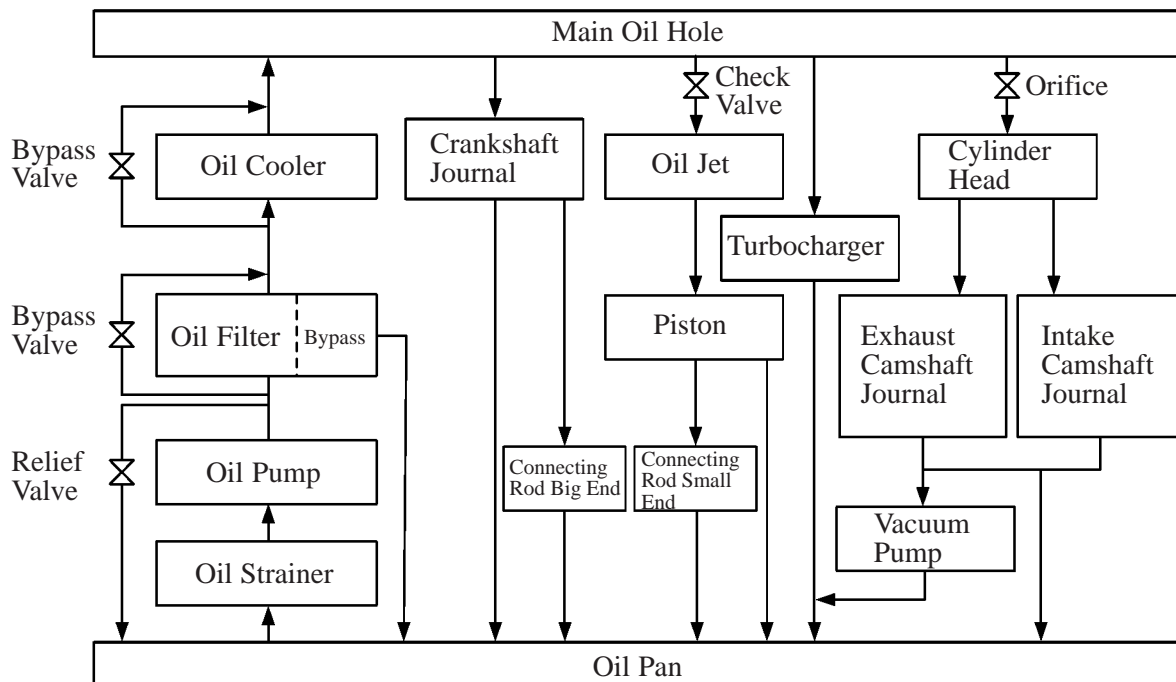 Main Oil Hole
Check
Valve
Orifice
Bypass
Valve
Oil Cooler
Crankshaft
Journal
Oil Jet
Cylinder
Head
Turbocharger
Bypass
Valve
Oil Filter
Bypass
Piston
Exhaust
Camshaft
Journal
Intake
Camshaft
Journal
Relief
Valve
Oil Pump
Connecting
Rod Big End
Connecting
Rod Small
End
Vacuum
Pump
Oil Strainer
Oil Pan